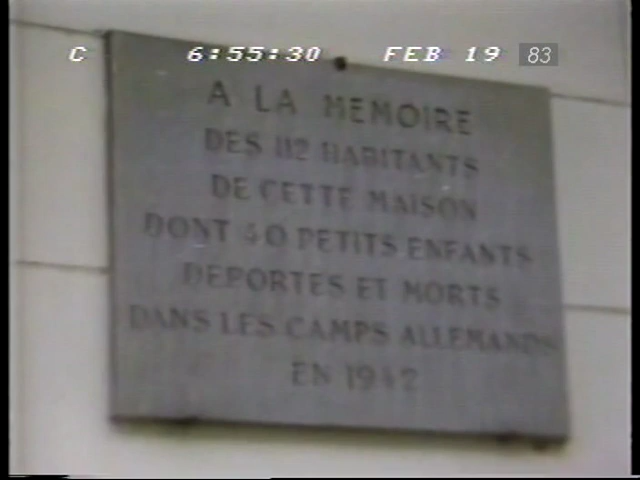 C 6:55:30 FEB 19 83
A LA MEMOIRE
DES 112 HABITANTS
DE CETTE MAISON
DONT 40 PETITS ENFANTS
DEPORTES ET MORTS
DANS LES CAMPS ALLEMANDS
EN 1942